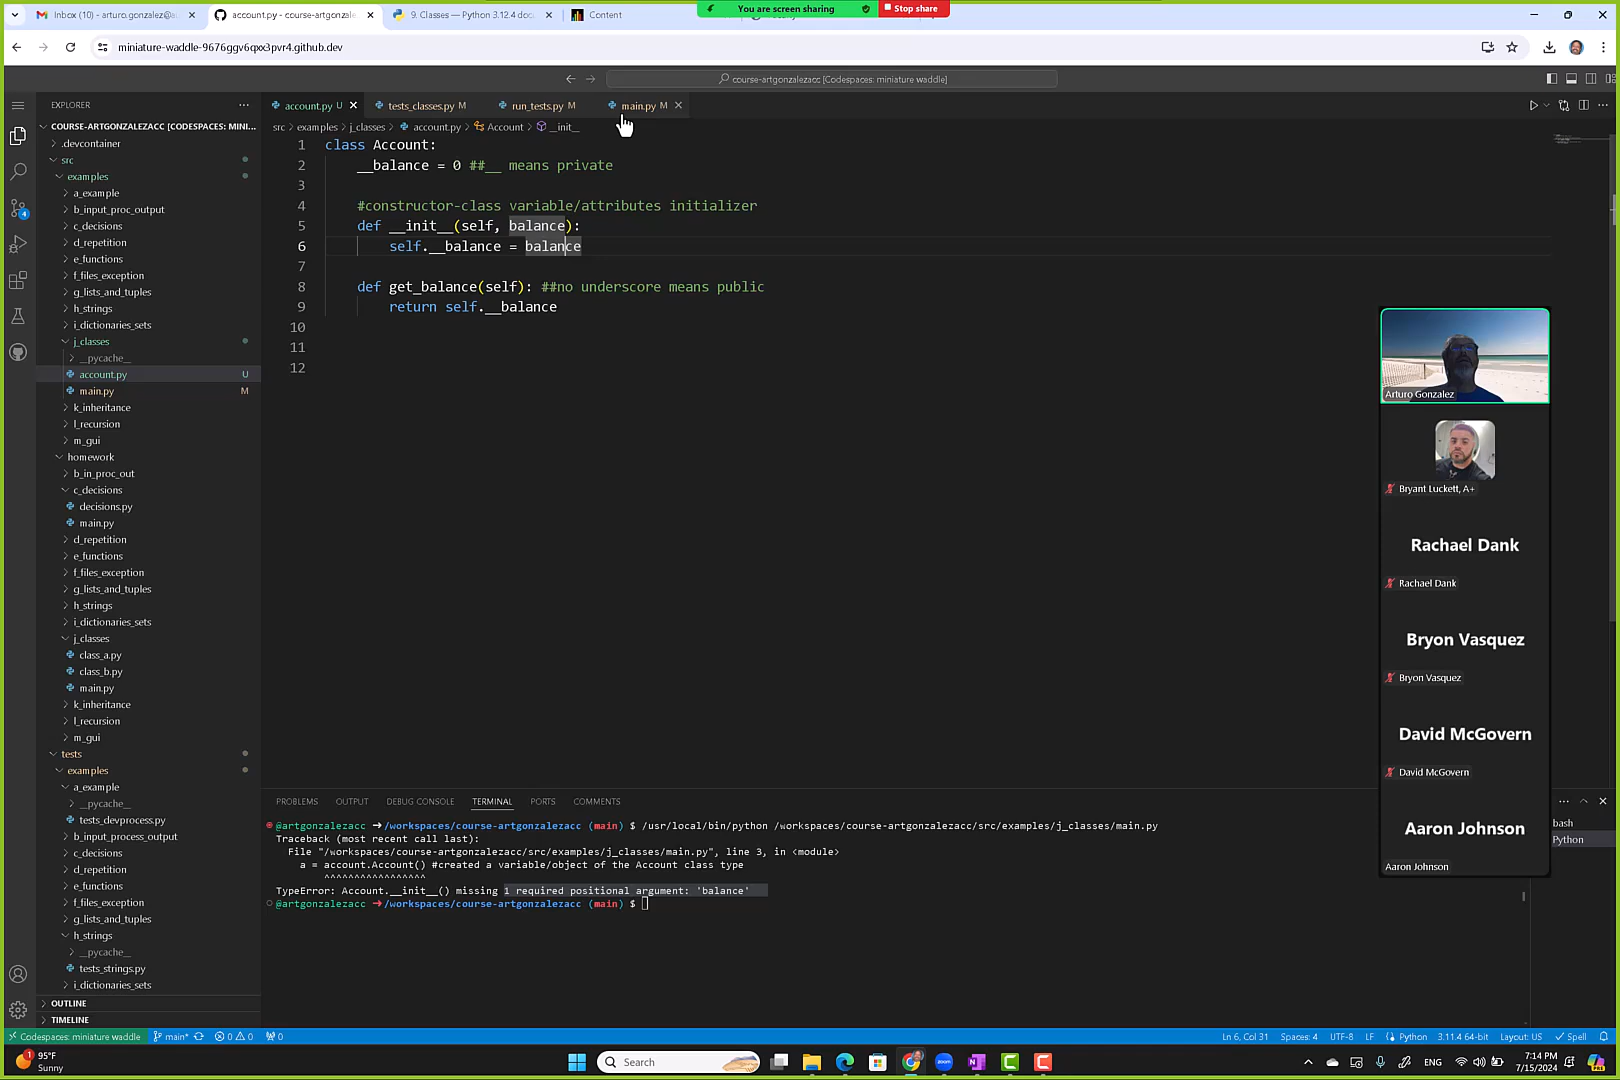 Inbox (10) - arturo.gonzalez@a
account.py - course-artgonzalez
9. Classes — Python 3.12.4 doc
Content
You are screen sharing
Stop share
miniature-waddle-9676ggv6qxx3pvr4.github.dev
course-artgonzalezacc [Codespaces: miniature waddle]
EXPLORER
account.py U
tests_classes.py M
run_tests.py M
main.py M
COURSE-ARTGONZALEZACC [CODESPACES: MINI...
src > examples > j_classes > account.py > Account > __init__
.devcontainer
src
examples
a_example
b_input_proc_output
c_decisions
d_repetition
e_functions
f_files_exception
g_lists_and_tuples
h_strings
i_dictionaries_sets
j_classes
__pycache__
account.py U
main.py M
k_inheritance
l_recursion
m_gui
homework
b_in_proc_out
c_decisions
decisions.py
main.py
d_repetition
e_functions
f_files_exception
g_lists_and_tuples
h_strings
i_dictionaries_sets
j_classes
class_a.py
class_b.py
main.py
k_inheritance
l_recursion
m_gui
tests
examples
a_example
__pycache__
tests_devprocess.py
b_input_process_output
c_decisions
d_repetition
e_functions
f_files_exception
g_lists_and_tuples
h_strings
__pycache__
tests_strings.py
i_dictionaries_sets
OUTLINE
TIMELINE
1 class Account:
2 __balance = 0 ##__ means private
3
4 #constructor-class variable/attributes initializer
5 def __init__(self, balance):
6 self.__balance = balance
7
8 def get_balance(self): ##no underscore means public
9 return self.__balance
10
11
12
Arturo Gonzalez
Bryant Luckett, A+
Rachael Dank
Rachael Dank
Bryon Vasquez
Bryon Vasquez
David McGovern
David McGovern
Aaron Johnson
Aaron Johnson
PROBLEMS OUTPUT DEBUG CONSOLE TERMINAL PORTS COMMENTS
@artgonzalezacc ➜/workspaces/course-artgonzalezacc (main) $ /usr/local/bin/python /workspaces/course-artgonzalezacc/src/examples/j_classes/main.py
Traceback (most recent call last):
File "/workspaces/course-artgonzalezacc/src/examples/j_classes/main.py", line 3, in <module>
a = account.Account() #created a variable/object of the Account class type
^^^^^^^^^^^^^^^^^
TypeError: Account.__init__() missing 1 required positional argument: 'balance'
@artgonzalezacc ➜/workspaces/course-artgonzalezacc (main) $
bash
Python
Codespaces: miniature waddle
main*
0 0
0
Ln 6, Col 31
Spaces: 4
UTF-8
LF
Python
3.11.4 64-bit
Layout: US
Spell
1
95°F
Sunny
Search
ENG
7:14 PM
7/15/2024